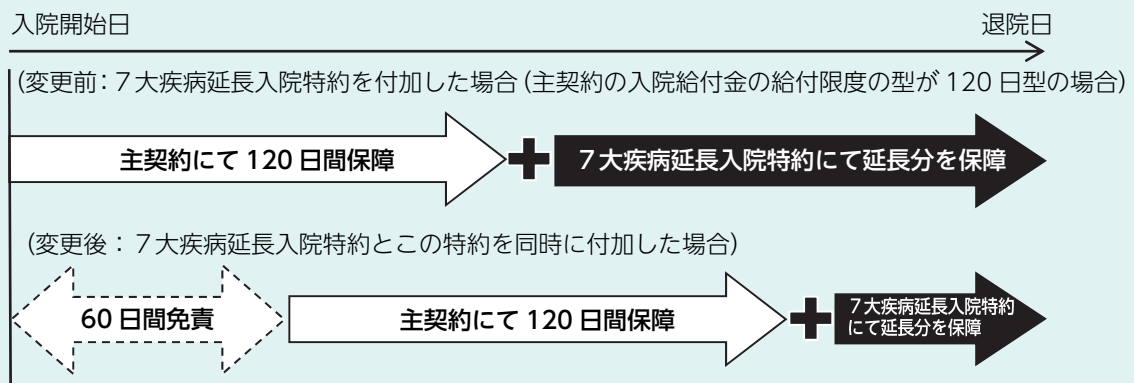 入院開始日 退院日
(変更前：7大疾病延長入院特約を付加した場合(主契約の入院給付金の給付限度の型が 120 日型の場合)
主契約にて 120 日間保障 + 7大疾病延長入院特約にて延長分を保障
(変更後：7大疾病延長入院特約とこの特約を同時に付加した場合)
60 日間免責 主契約にて 120 日間保障 + 7大疾病延長入院特約
にて延長分を保障